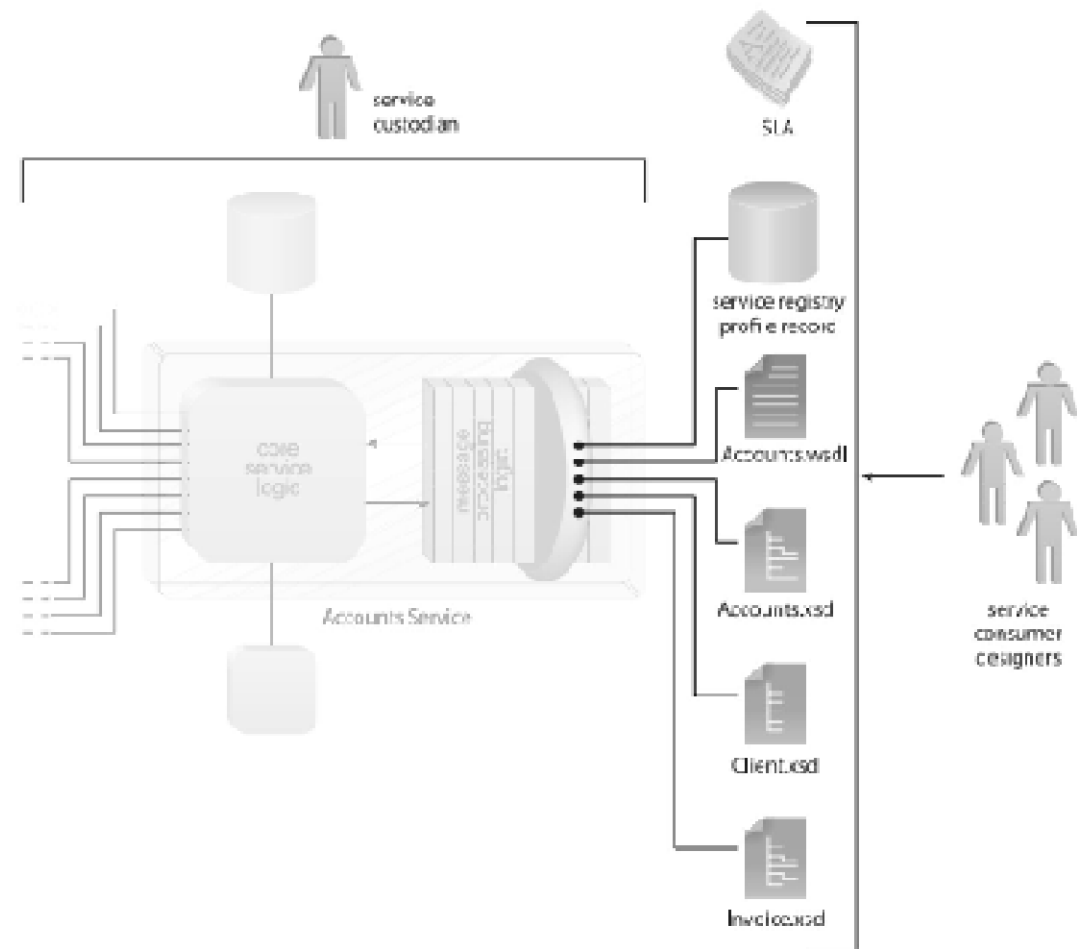 service
custodian
SLA
service registry
profile record
Accounts.wsdl
core
service
logic
message
processing
logic
Accounts.xsd
Accounts Service
service
consumer
designers
Client.xsd
Invoice.xsd